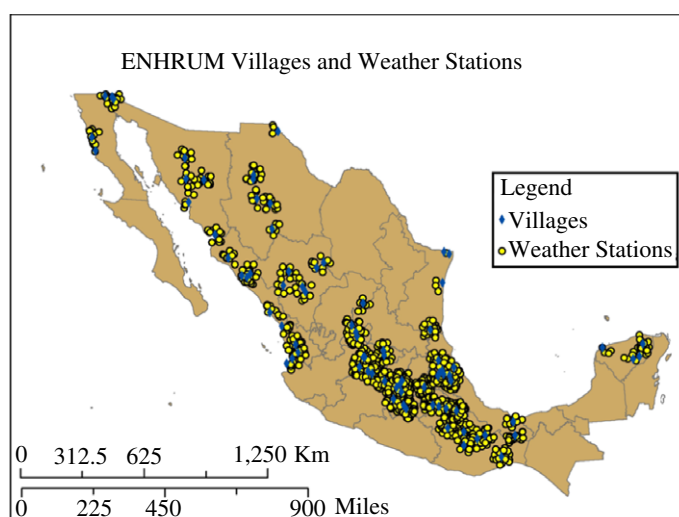 ENHRUM Villages and Weather Stations
Legend
Villages
Weather Stations
0 312.5 625 1,250 Km
0 225 450 900 Miles